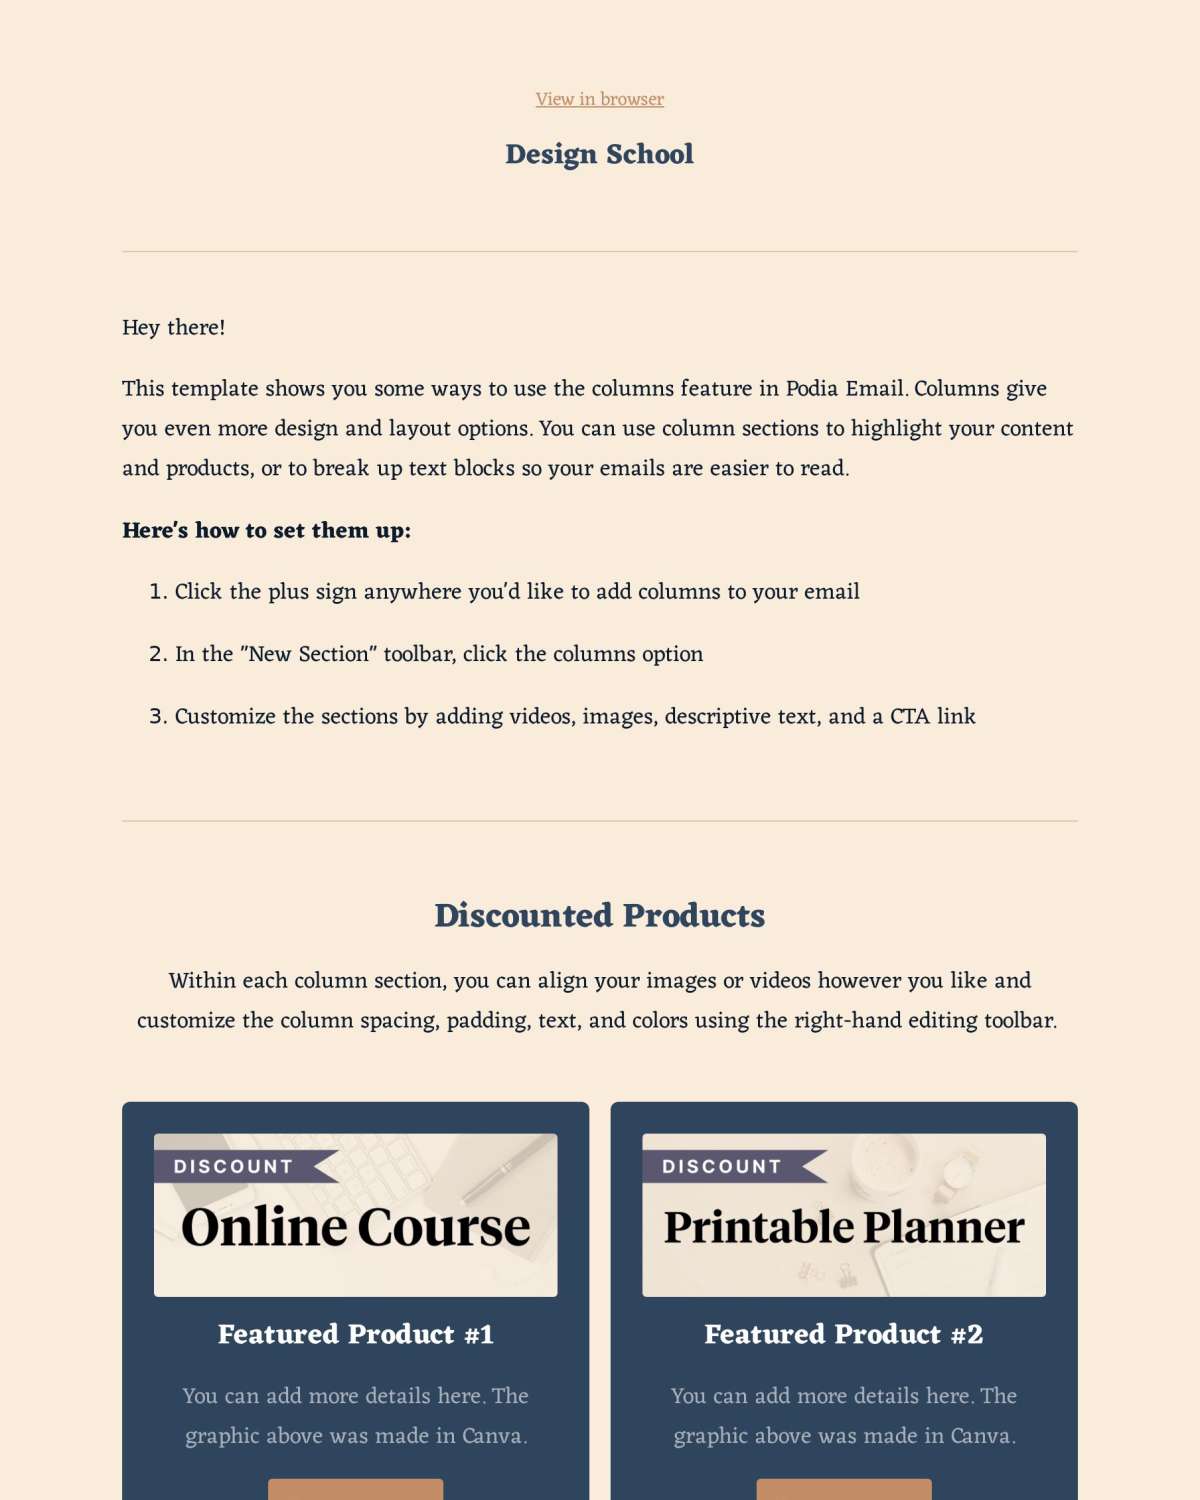 View in browser
Design School
Hey there!
This template shows you some ways to use the columns feature in Podia Email. Columns give
you even more design and layout options. You can use column sections to highlight your content
and products, or to break up text blocks so your emails are easier to read.
Here's how to set them up:
1. Click the plus sign anywhere you'd like to add columns to your email
2. In the "New Section" toolbar, click the columns option
3. Customize the sections by adding videos, images, descriptive text, and a CTA link
Discounted Products
Within each column section, you can align your images or videos however you like and
customize the column spacing, padding, text, and colors using the right-hand editing toolbar.
DISCOUNT
Online Course
Featured Product #1
You can add more details here. The
graphic above was made in Canva.
DISCOUNT
Printable Planner
Featured Product #2
You can add more details here. The
graphic above was made in Canva.